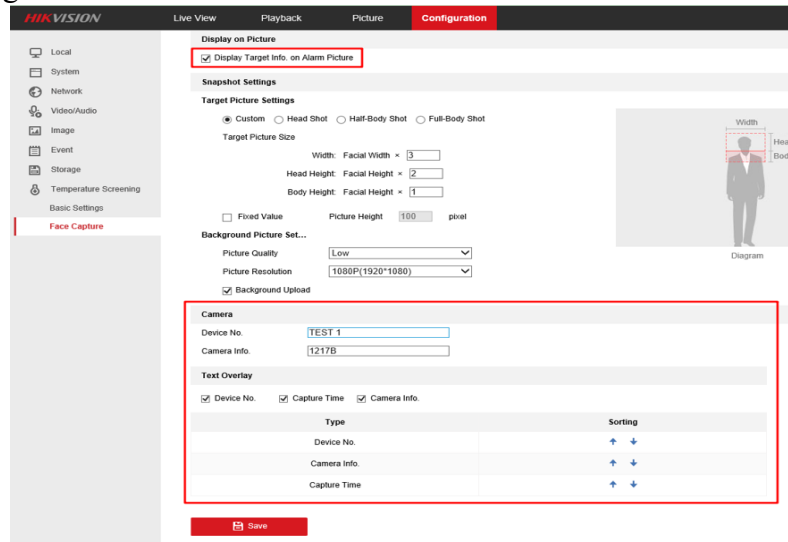 HIKVISION Live View Playback Picture Configuration
Display on Picture
Local
Display Target Info. on Alarm Picture
System
Snapshot Settings
Network
Target Picture Settings
Video/Audio
Custom Head Shot Half-Body Shot Full-Body Shot
Width
Image
Target Picture Size
Hea
Event
Width: Facial Width × 3
Bod
Storage
Head Height: Facial Height × 2
Temperature Screening
Body Height: Facial Height × 1
Basic Settings
Fixed Value Picture Height 100 pixel
Face Capture
Background Picture Set...
Picture Quality Low
Diagram
Picture Resolution 1080P(1920*1080)
Background Upload
Camera
Device No. TEST 1
Camera Info. 1217B
Text Overlay
Device No. Capture Time Camera Info.
Type Sorting
Device No.
Camera Info.
Capture Time
Save